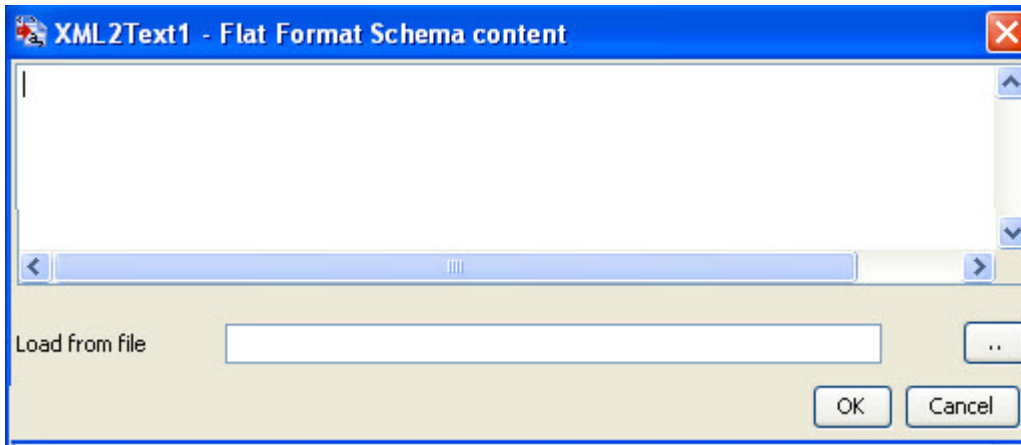 XML2Text1 - Flat Format Schema content
Load from file
..
OK
Cancel